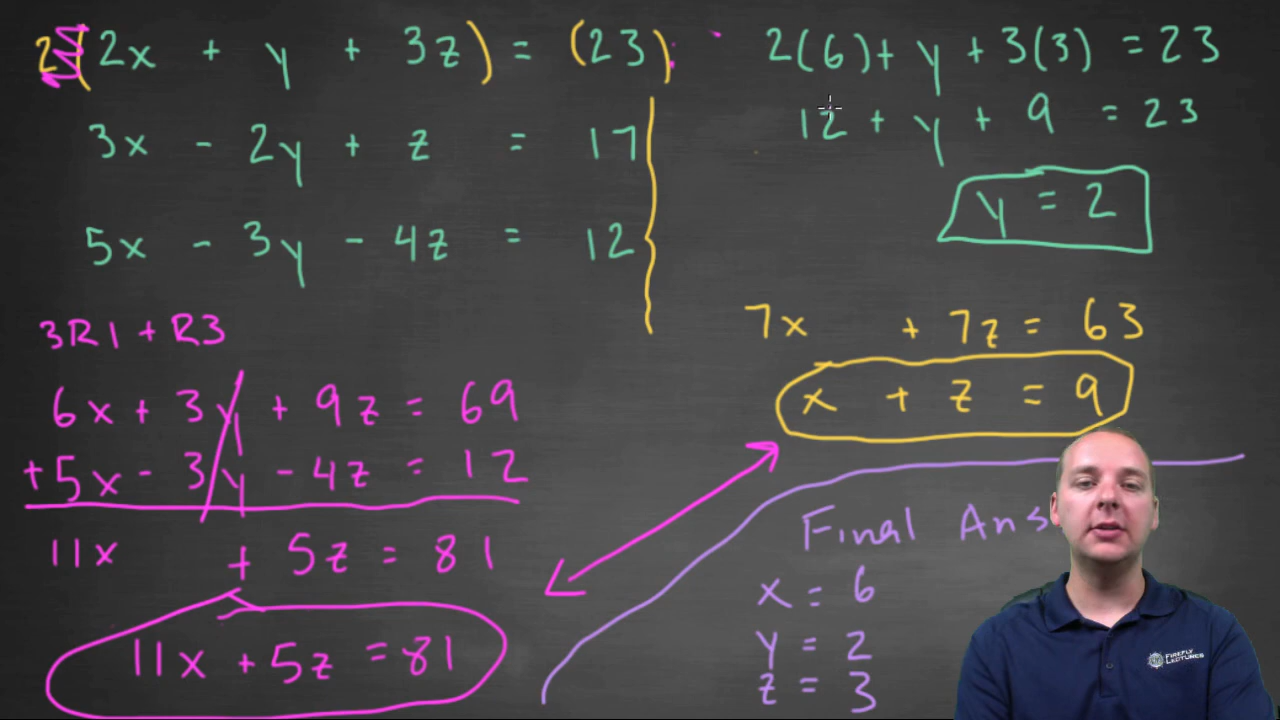 2(2x + y + 3z) = (23)
3x - 2y + z = 17
5x - 3y - 4z = 12
3R1 + R3
6x + 3y + 9z = 69
+5x - 3y - 4z = 12
11x + 5z = 81
11x + 5z = 81
2(6) + y + 3(3) = 23
12 + y + 9 = 23
y = 2
7x + 7z = 63
x + z = 9
Final Ans
x = 6
y = 2
z = 3
FIREFLY
LECTURES